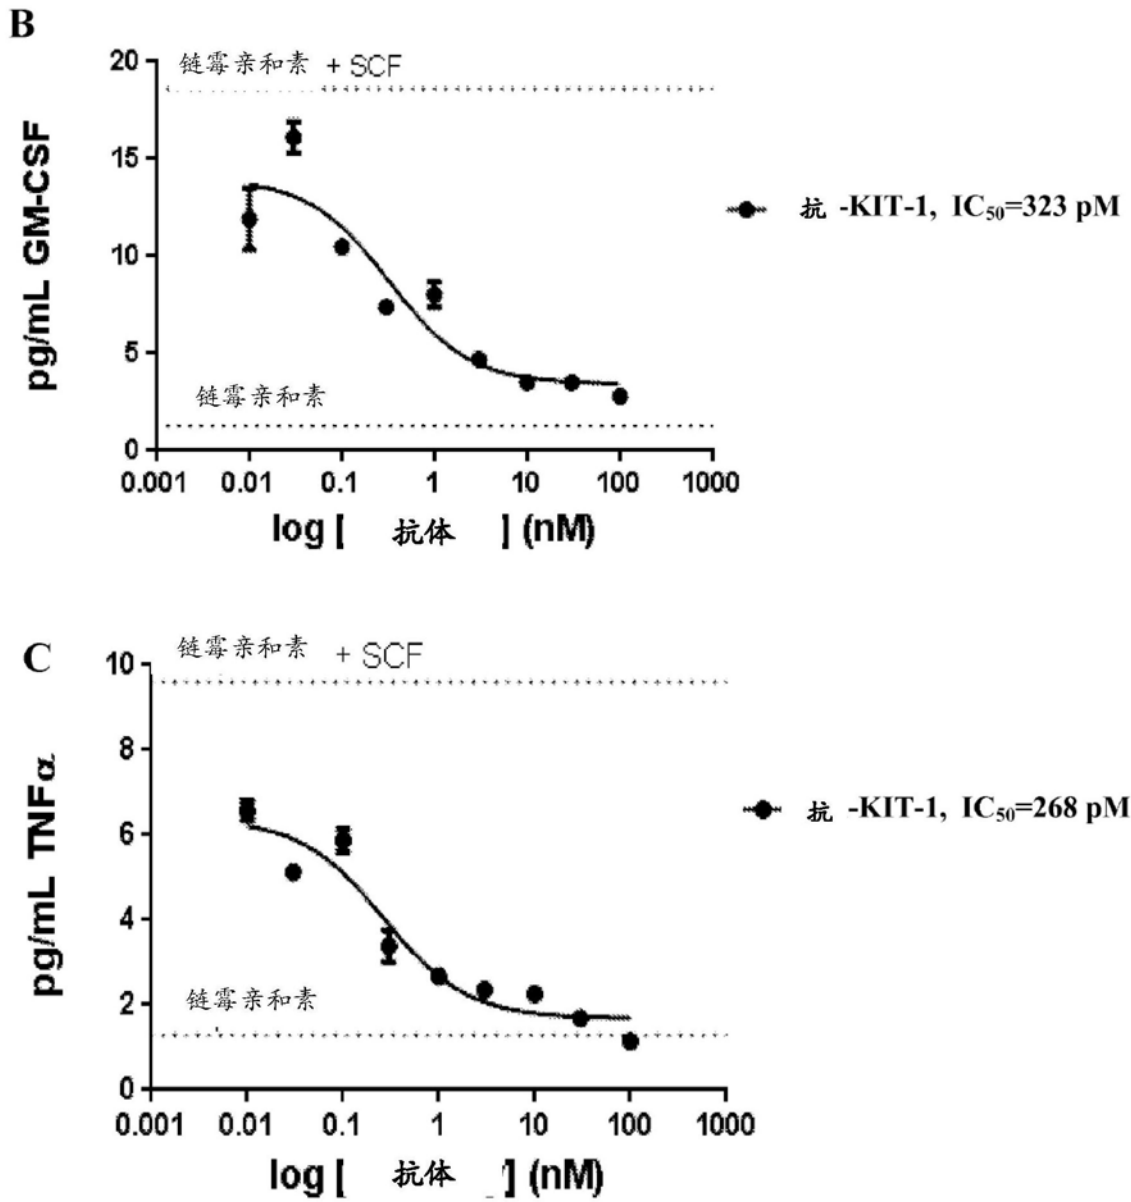 B
20
链霉亲和素 + SCF
15
10
5
0
pg/mL GM-CSF
抗 -KIT-1, IC₅₀=323 pM
链霉亲和素
0.001 0.01 0.1 1 10 100 1000
log [ 抗体 ] (nM)
C
10
链霉亲和素 + SCF
8
6
4
2
0
pg/mL TNFα
抗 -KIT-1, IC₅₀=268 pM
链霉亲和素
0.001 0.01 0.1 1 10 100 1000
log [ 抗体 ] (nM)